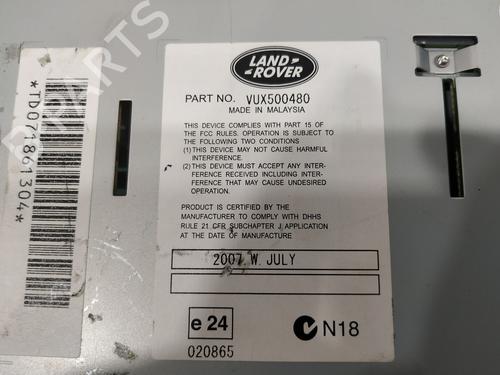 LAND
ROVER
PART NO. VUX500480
MADE IN MALAYSIA
THIS DEVICE COMPLIES WITH PART 15 OF
THE FCC RULES. OPERATION IS SUBJECT TO
THE FOLLOWING TWO CONDITIONS
(1) THIS DEVICE MAY NOT CAUSE HARMFUL
INTERFERENCE.
(2) THIS DEVICE MUST ACCEPT ANY INTER-
FERENCE RECEIVED INCLUDING INTER-
FERENCE THAT MAY CAUSE UNDESIRED
OPERATION.
PRODUCT IS CERTIFIED BY THE
MANUFACTURER TO COMPLY WITH DHHS
RULE 21 CFR SUBCHAPTER J APPLICATION
AT THE DATE OF MANUFACTURE
2007 W JULY
e 24
020865
N18
*TD071861304*
PARTS